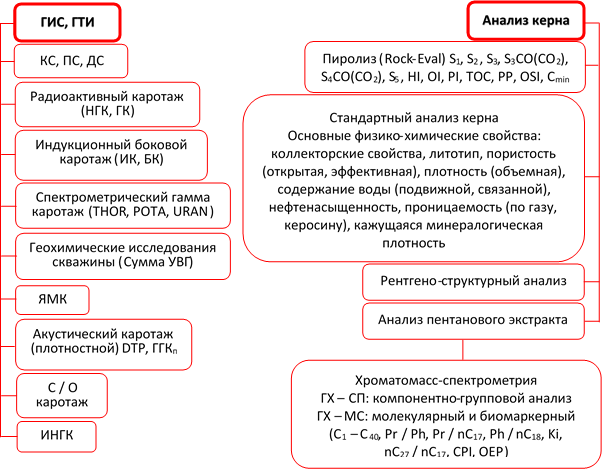 ГИС, ГТИ
КС, ПС, ДС
Радиоактивный каротаж
(НГК, ГК)
Индукционный боковой
каротаж (ИК, БК)
Спектрометрический гамма
каротаж (THOR, POTA, URAN)
Геохимические исследования
скважины (Сумма УВГ)
ЯМК
Акустический каротаж
(плотностной) DTP, ГГКп
С / О
каротаж
ИНГК
Анализ керна
Пиролиз (Rock-Eval) S₁, S₂, S₃, S₃CO(CO₂),
S₄CO(CO₂), S₅, HI, OI, PI, TOC, PP, OSI, Cmin
Стандартный анализ керна
Основные физико-химические свойства:
коллекторские свойства, литотип, пористость
(открытая, эффективная), плотность (объемная),
содержание воды (подвижной, связанной),
нефтенасыщенность, проницаемость (по газу,
керосину), кажущаяся минералогическая
плотность
Рентгено-структурный анализ
Анализ пентанового экстракта
Хроматомасс-спектрометрия
ГХ – СП: компонентно-групповой анализ
ГХ – МС: молекулярный и биомаркерный
(C₁ – C₄₀, Pr / Ph, Pr / nC₁₇, Ph / nC₁₈, Ki,
nC₂₇ / nC₁₇, CPI, OEP)